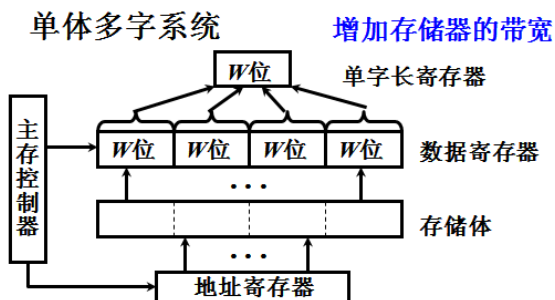 单体多字系统
增加存储器的带宽
W位
单字长寄存器
主存控制器
W位 W位 W位 W位
数据寄存器
...
存储体
...
地址寄存器